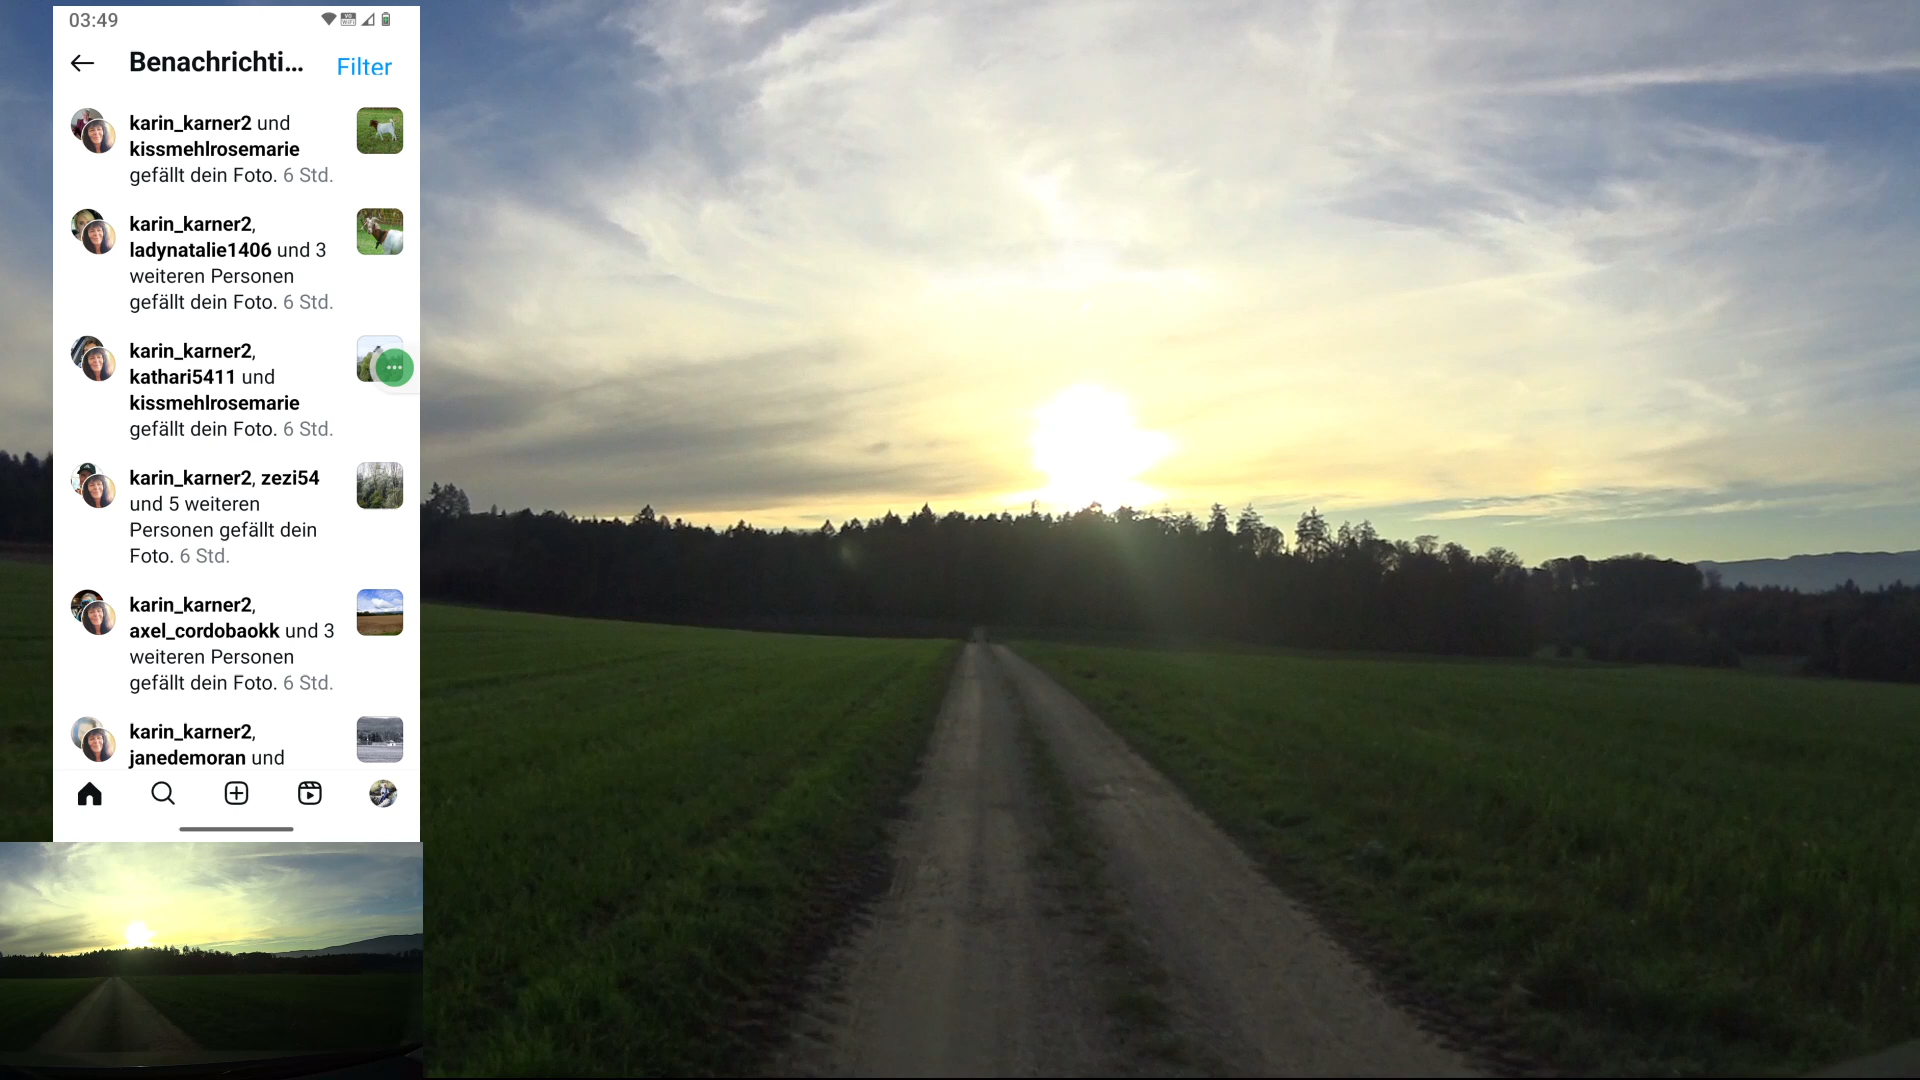 03:49
Benachrichti...
Filter
karin_karner2 und
kissmehlrosemarie
gefällt dein Foto. 6 Std.
karin_karner2,
ladynatalie1406 und 3
weiteren Personen
gefällt dein Foto. 6 Std.
karin_karner2,
kathari5411 und
kissmehlrosemarie
gefällt dein Foto. 6 Std.
karin_karner2, zezi54
und 5 weiteren
Personen gefällt dein
Foto. 6 Std.
karin_karner2,
axel_cordobaokk und 3
weiteren Personen
gefällt dein Foto. 6 Std.
karin_karner2,
janedemoran und